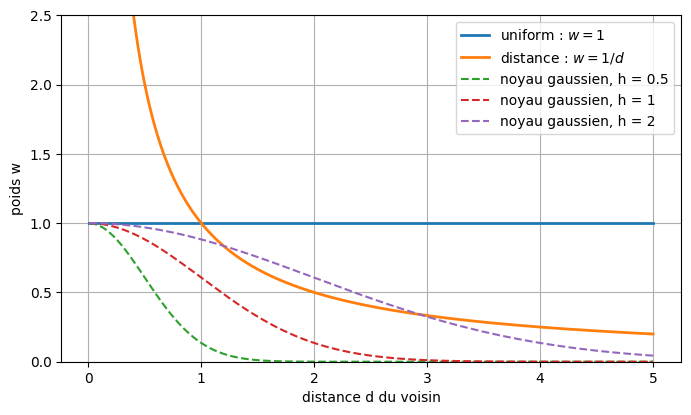 2.5
2.0
1.5
1.0
0.5
0.0
poids w
uniform : w = 1
distance : w = 1/d
noyau gaussien, h = 0.5
noyau gaussien, h = 1
noyau gaussien, h = 2
0 1 2 3 4 5
distance d du voisin